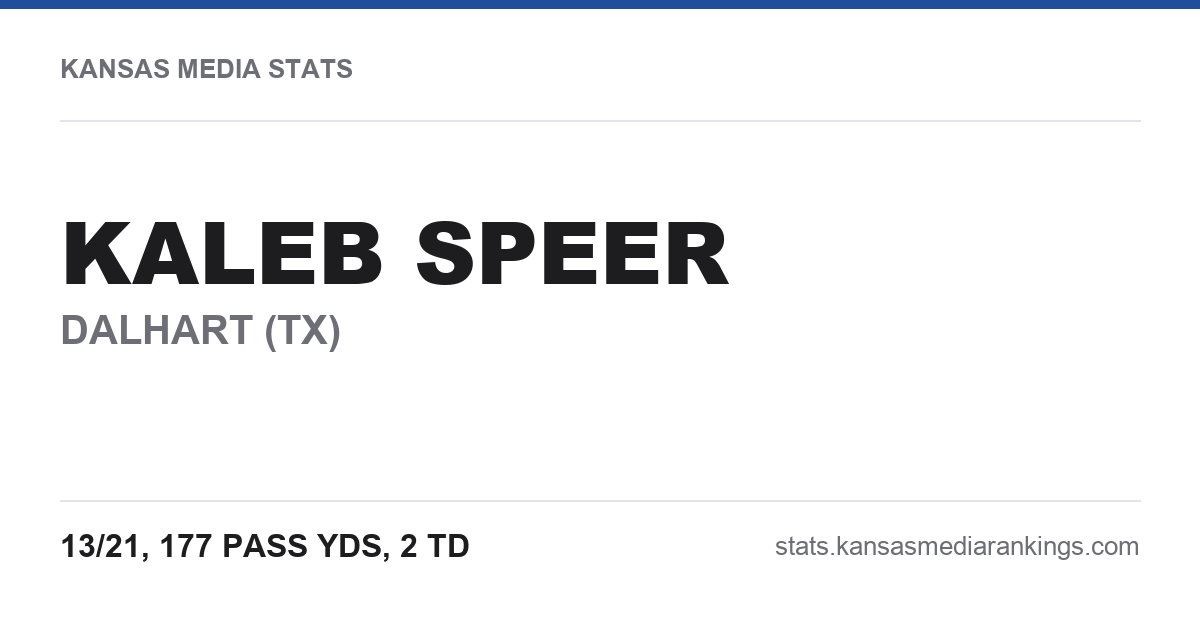 KANSAS MEDIA STATS
KALEB SPEER
DALHART (TX)
13/21, 177 PASS YDS, 2 TD
stats.kansasmediarankings.com